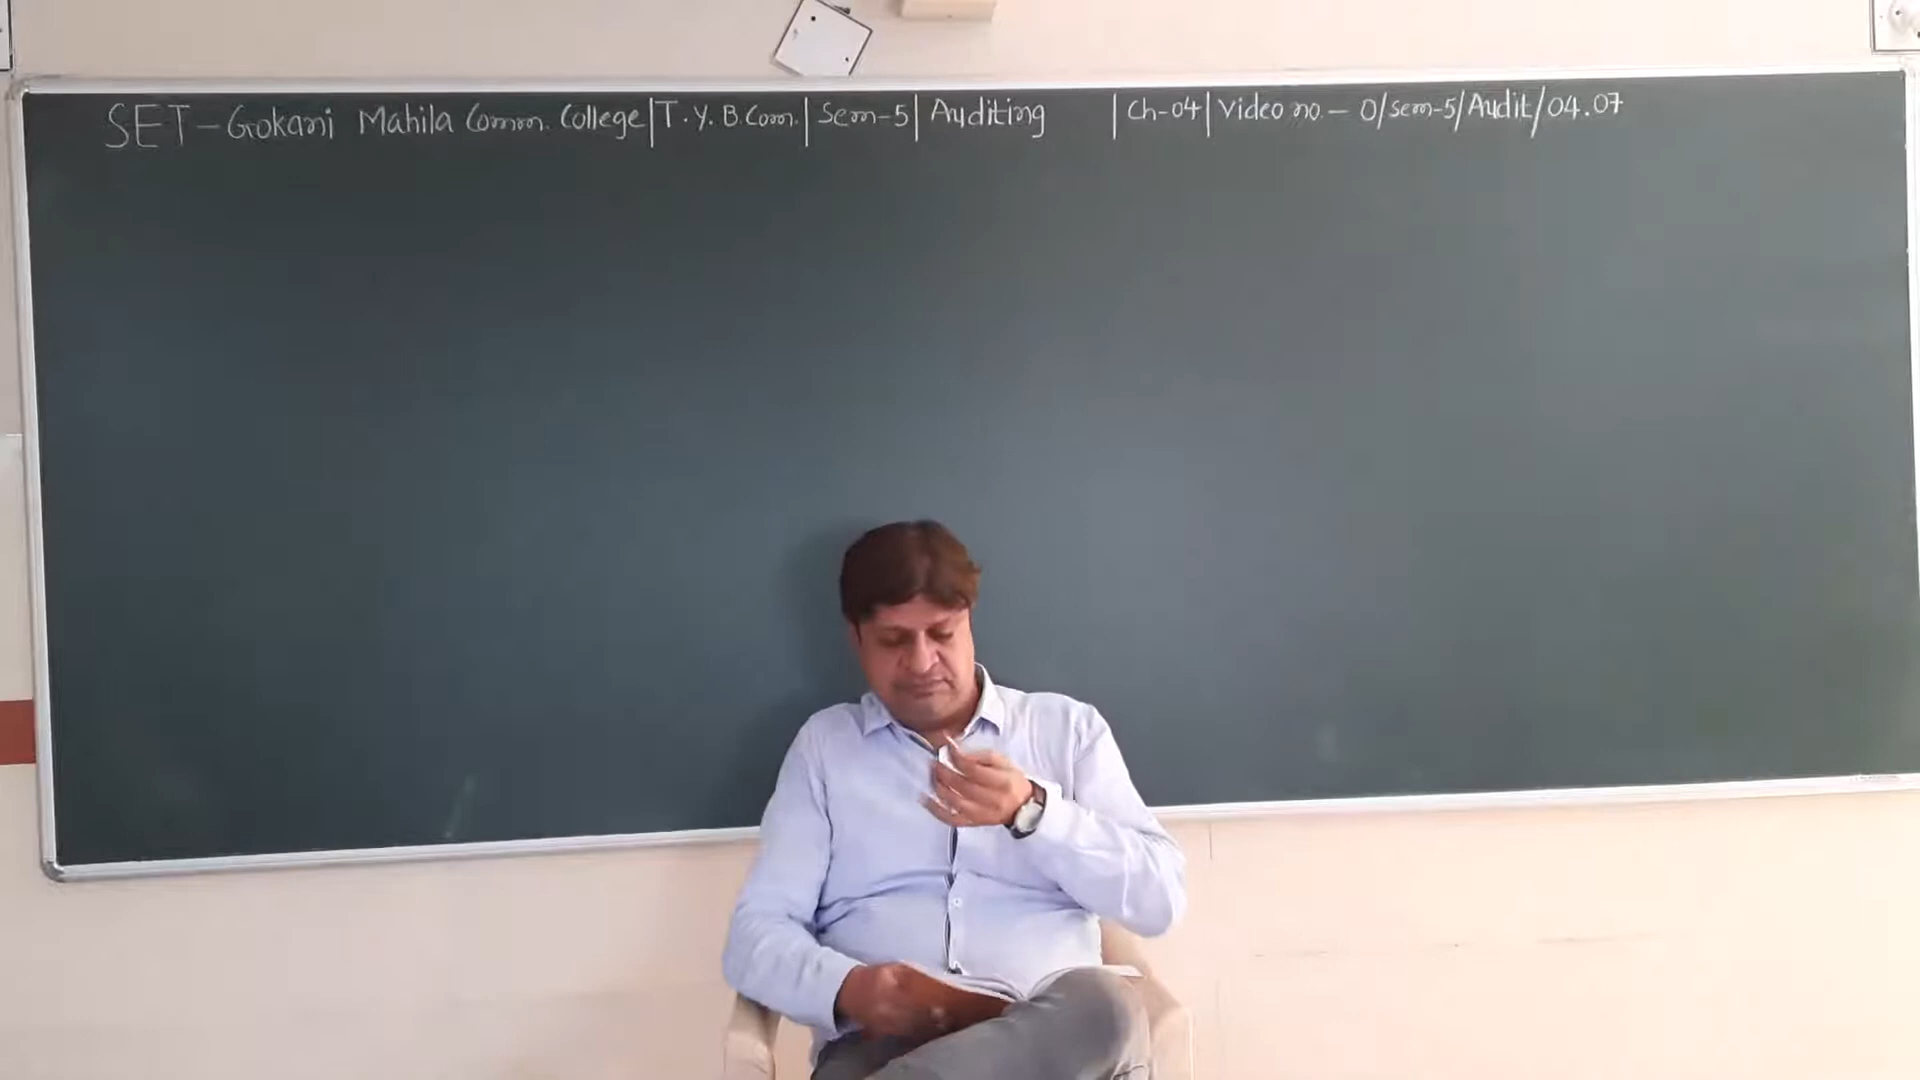 SET - Gokani Mahila Comm. College | T.Y. B.Com. | Sem-5 | Auditing | Ch-04 | Video no. - 0/Sem-5/Audit/04.07